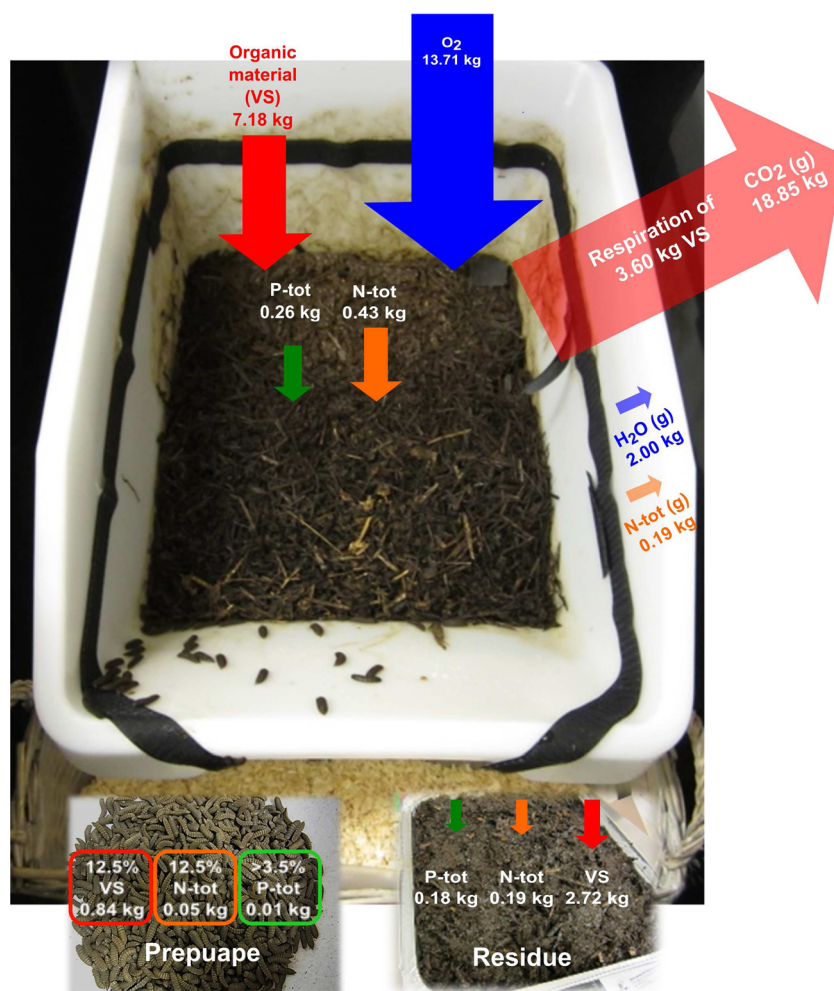 Organic
material
(VS)
7.18 kg
O₂
13.71 kg
CO₂ (g)
18.85 kg
Respiration of
3.60 kg VS
P-tot
0.26 kg
N-tot
0.43 kg
H₂O (g)
2.00 kg
N-tot (g)
0.19 kg
12.5%
VS
0.84 kg
12.5%
N-tot
0.05 kg
>3.5%
P-tot
0.01 kg
Prepuape
P-tot
0.18 kg
N-tot
0.19 kg
VS
2.72 kg
Residue